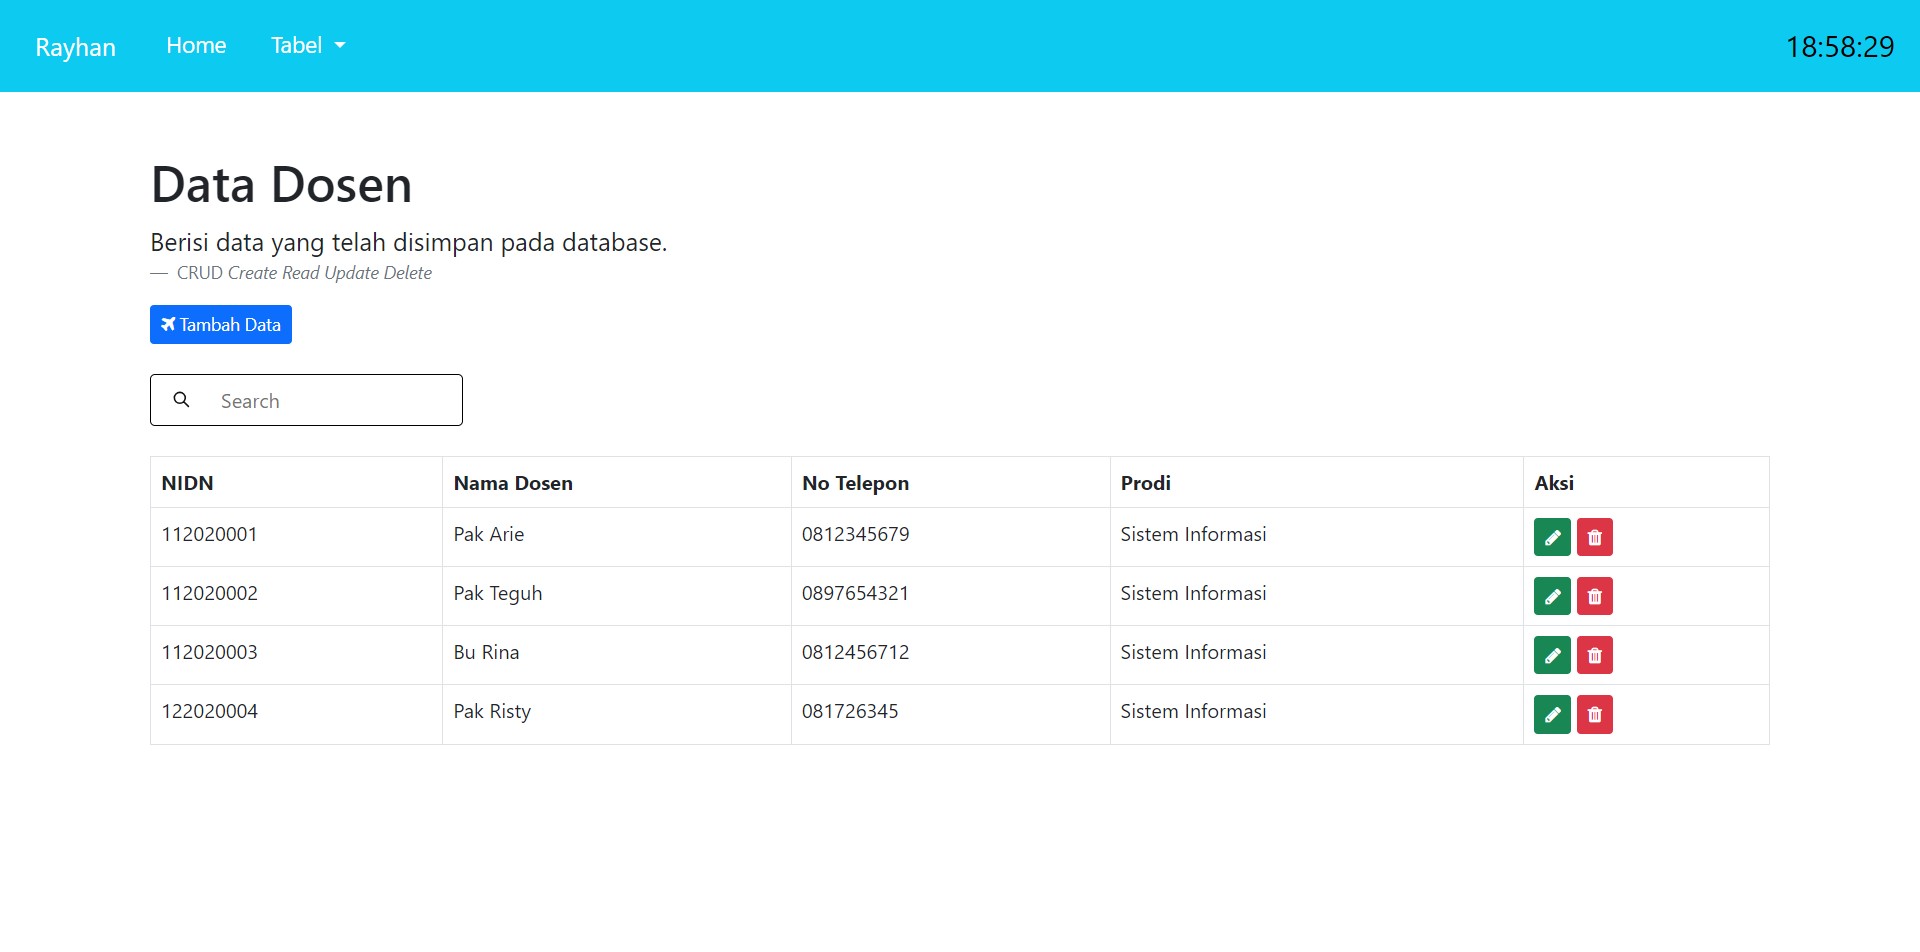 Rayhan Home Tabel 18:58:29
Data Dosen
Berisi data yang telah disimpan pada database.
— CRUD Create Read Update Delete
Tambah Data
Search
NIDN Nama Dosen No Telepon Prodi Aksi
112020001 Pak Arie 0812345679 Sistem Informasi
112020002 Pak Teguh 0897654321 Sistem Informasi
112020003 Bu Rina 0812456712 Sistem Informasi
122020004 Pak Risty 081726345 Sistem Informasi